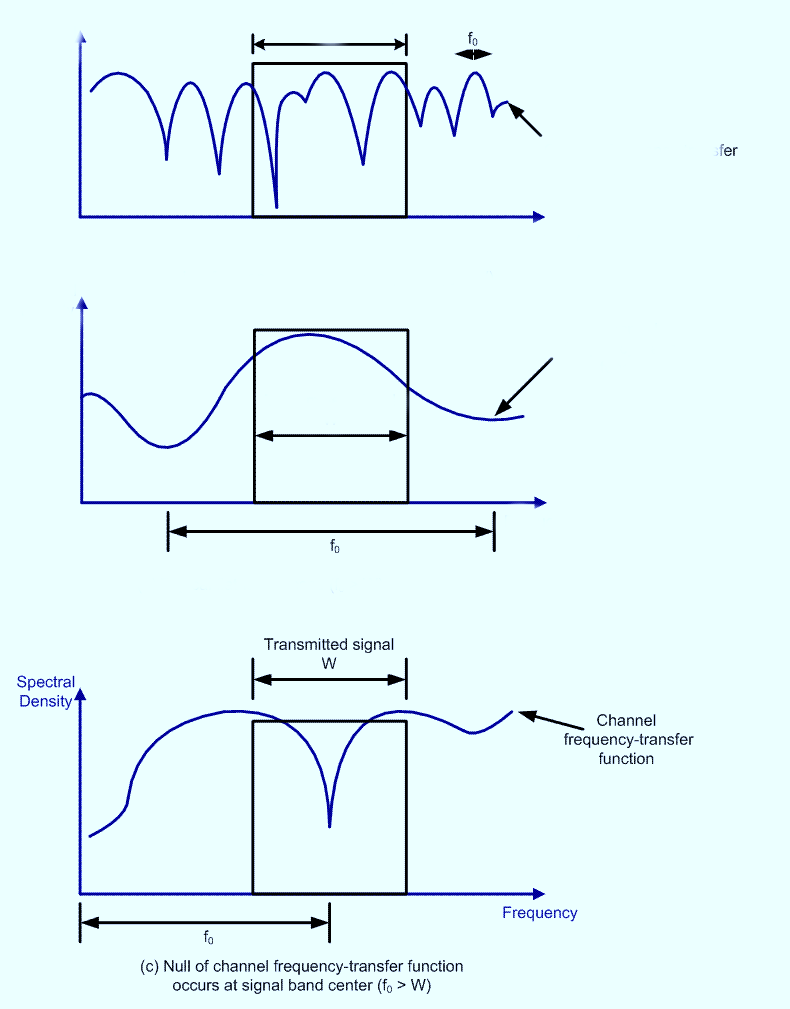 f₀
fer
f₀
Transmitted signal
W
Spectral
Density
Channel
frequency-transfer
function
Frequency
f₀
(c) Null of channel frequency-transfer function
occurs at signal band center (f₀ > W)